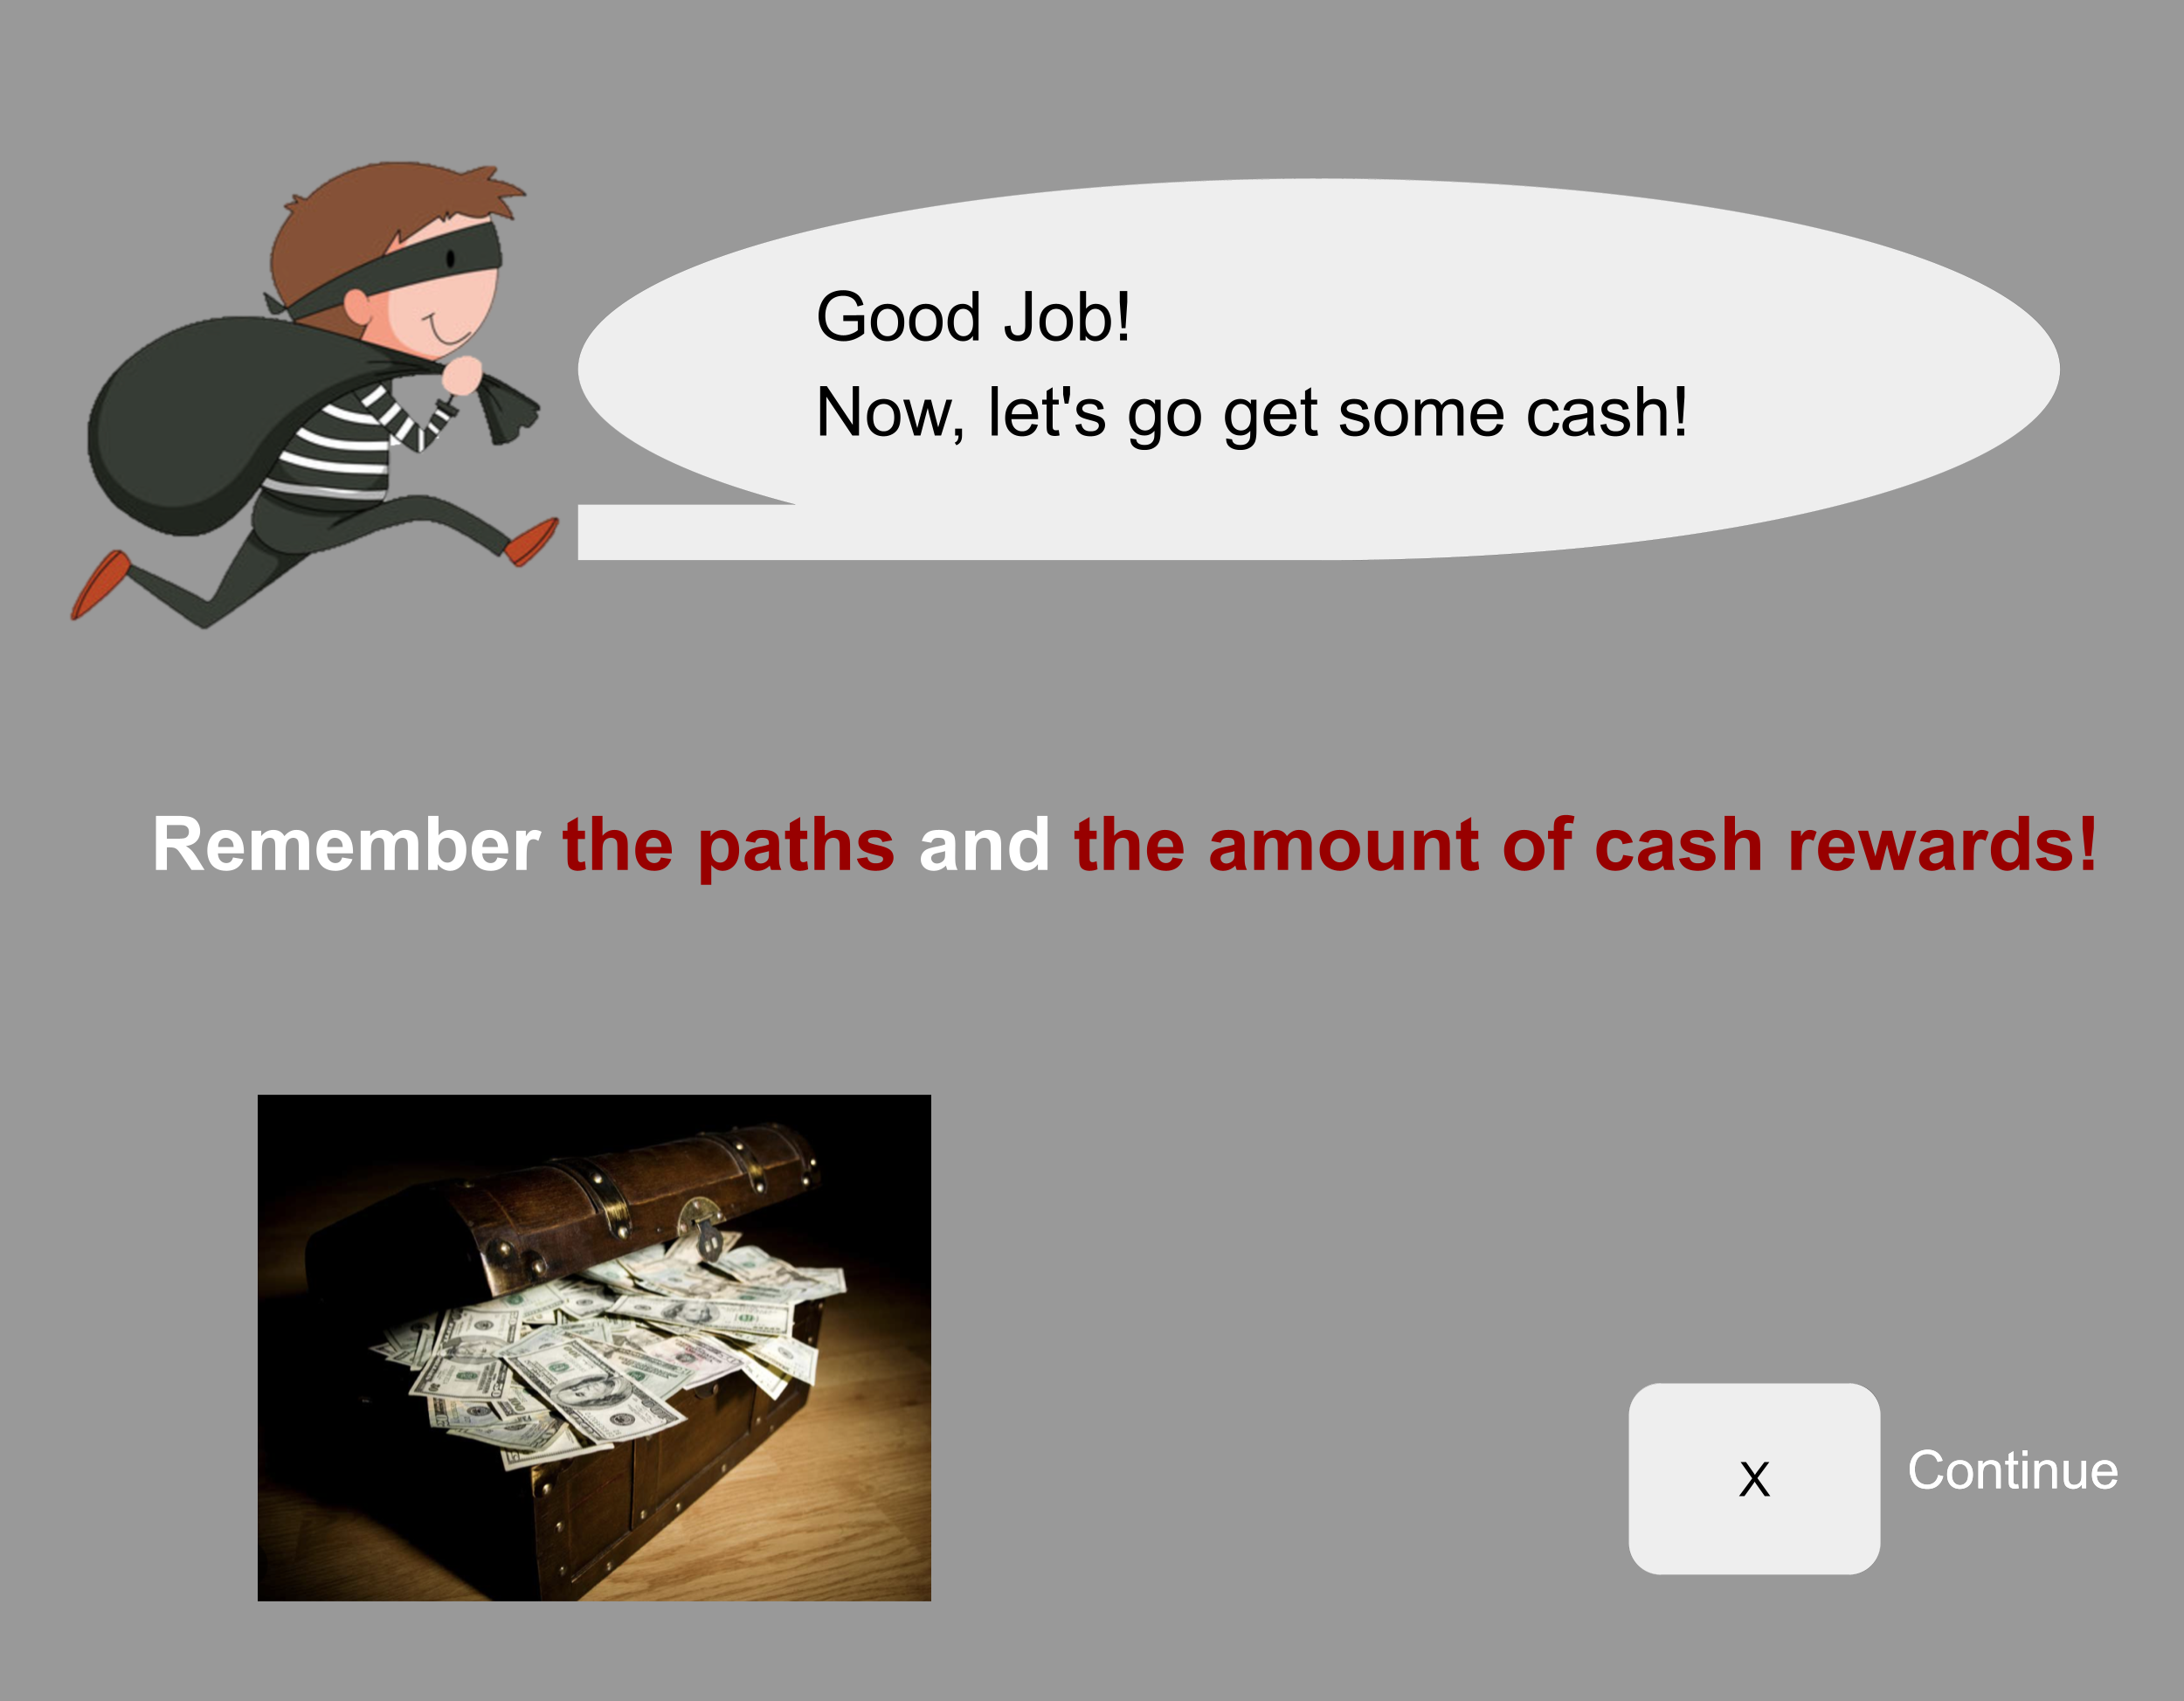 Good Job!
Now, let's go get some cash!
Remember the paths and the amount of cash rewards!
X
Continue